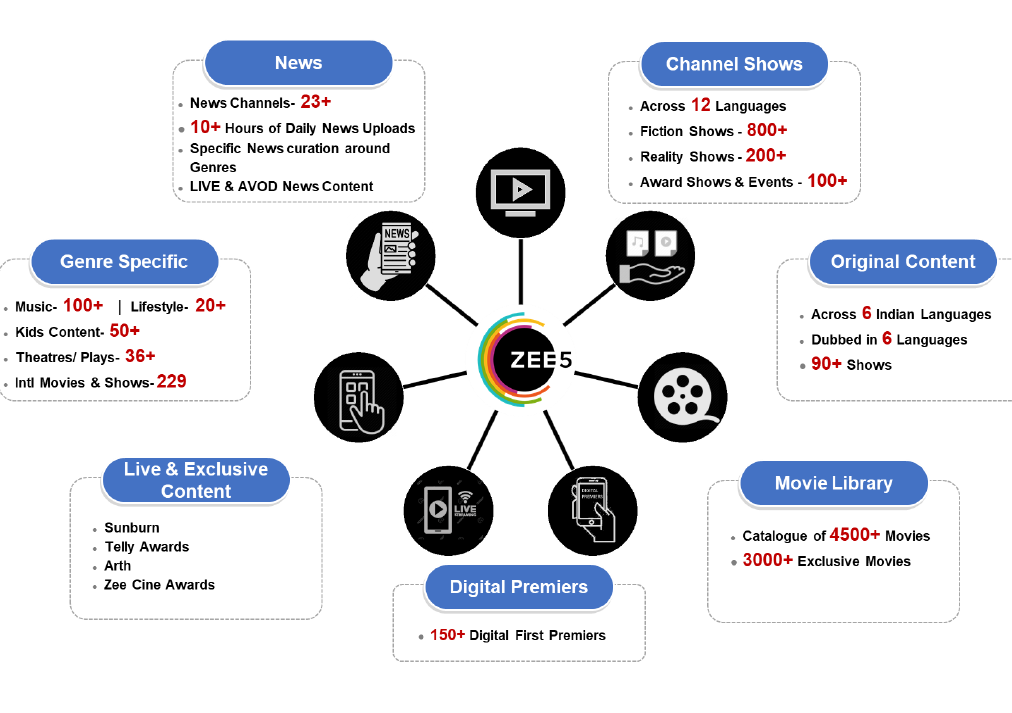 News
News Channels- 23+
10+ Hours of Daily News Uploads
Specific News curation around
Genres
LIVE & AVOD News Content
Channel Shows
Across 12 Languages
Fiction Shows - 800+
Reality Shows - 200+
Award Shows & Events - 100+
NEWS
Genre Specific
Music- 100+ | Lifestyle- 20+
Kids Content- 50+
Theatres/ Plays- 36+
Intl Movies & Shows- 229
Original Content
Across 6 Indian Languages
Dubbed in 6 Languages
90+ Shows
ZEE5
Live & Exclusive
Content
Sunburn
Telly Awards
Arth
Zee Cine Awards
LIVE
STREAMING
DIGITAL
PREMIERS
Movie Library
Catalogue of 4500+ Movies
3000+ Exclusive Movies
Digital Premiers
150+ Digital First Premiers